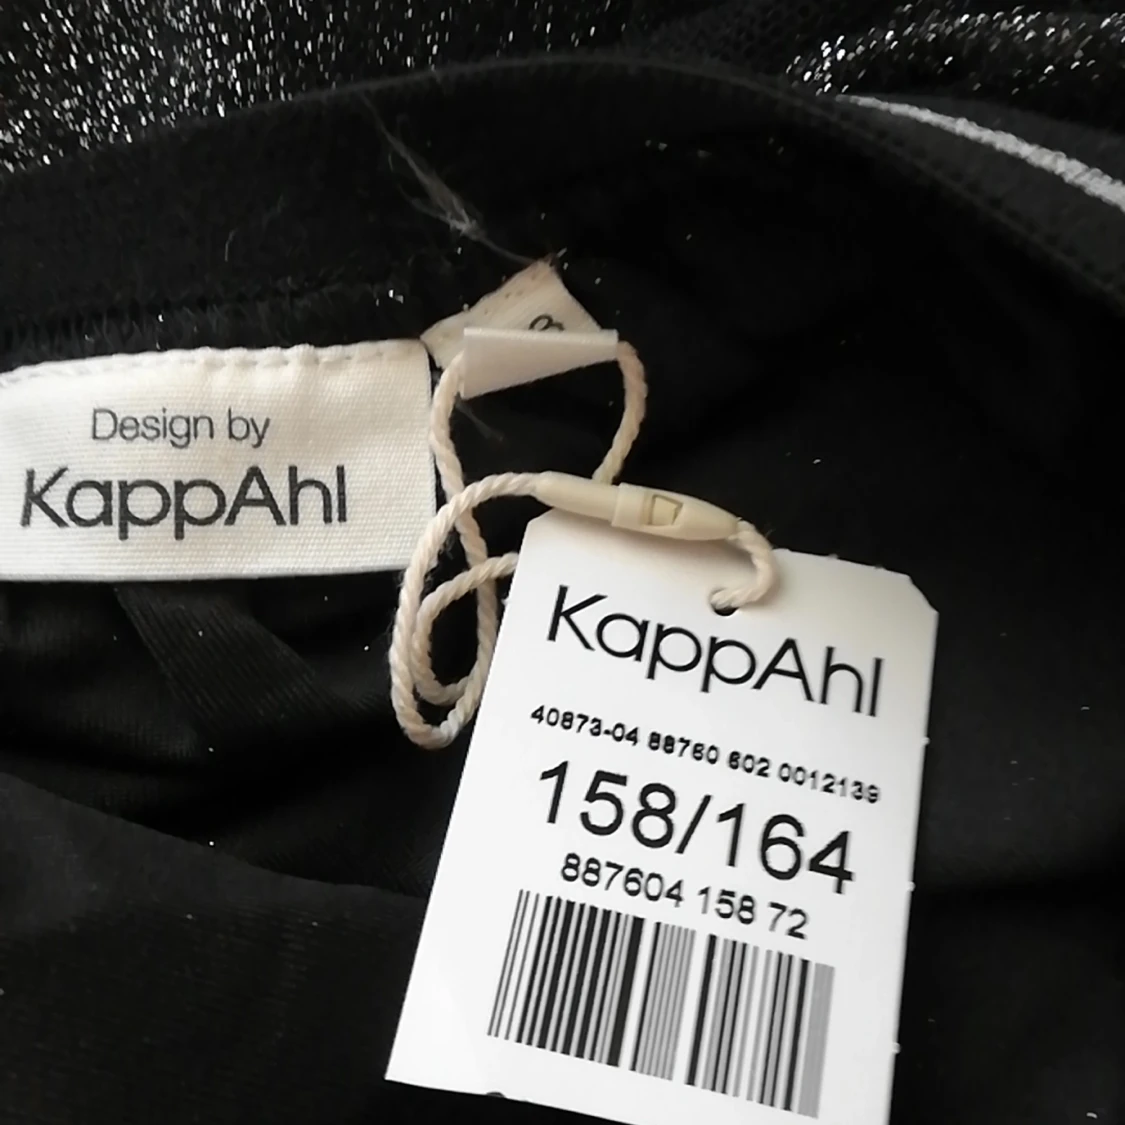 Design by
KappAhl
KappAhl
40873-04 88760 602 0012139
158/164
887604 158 72